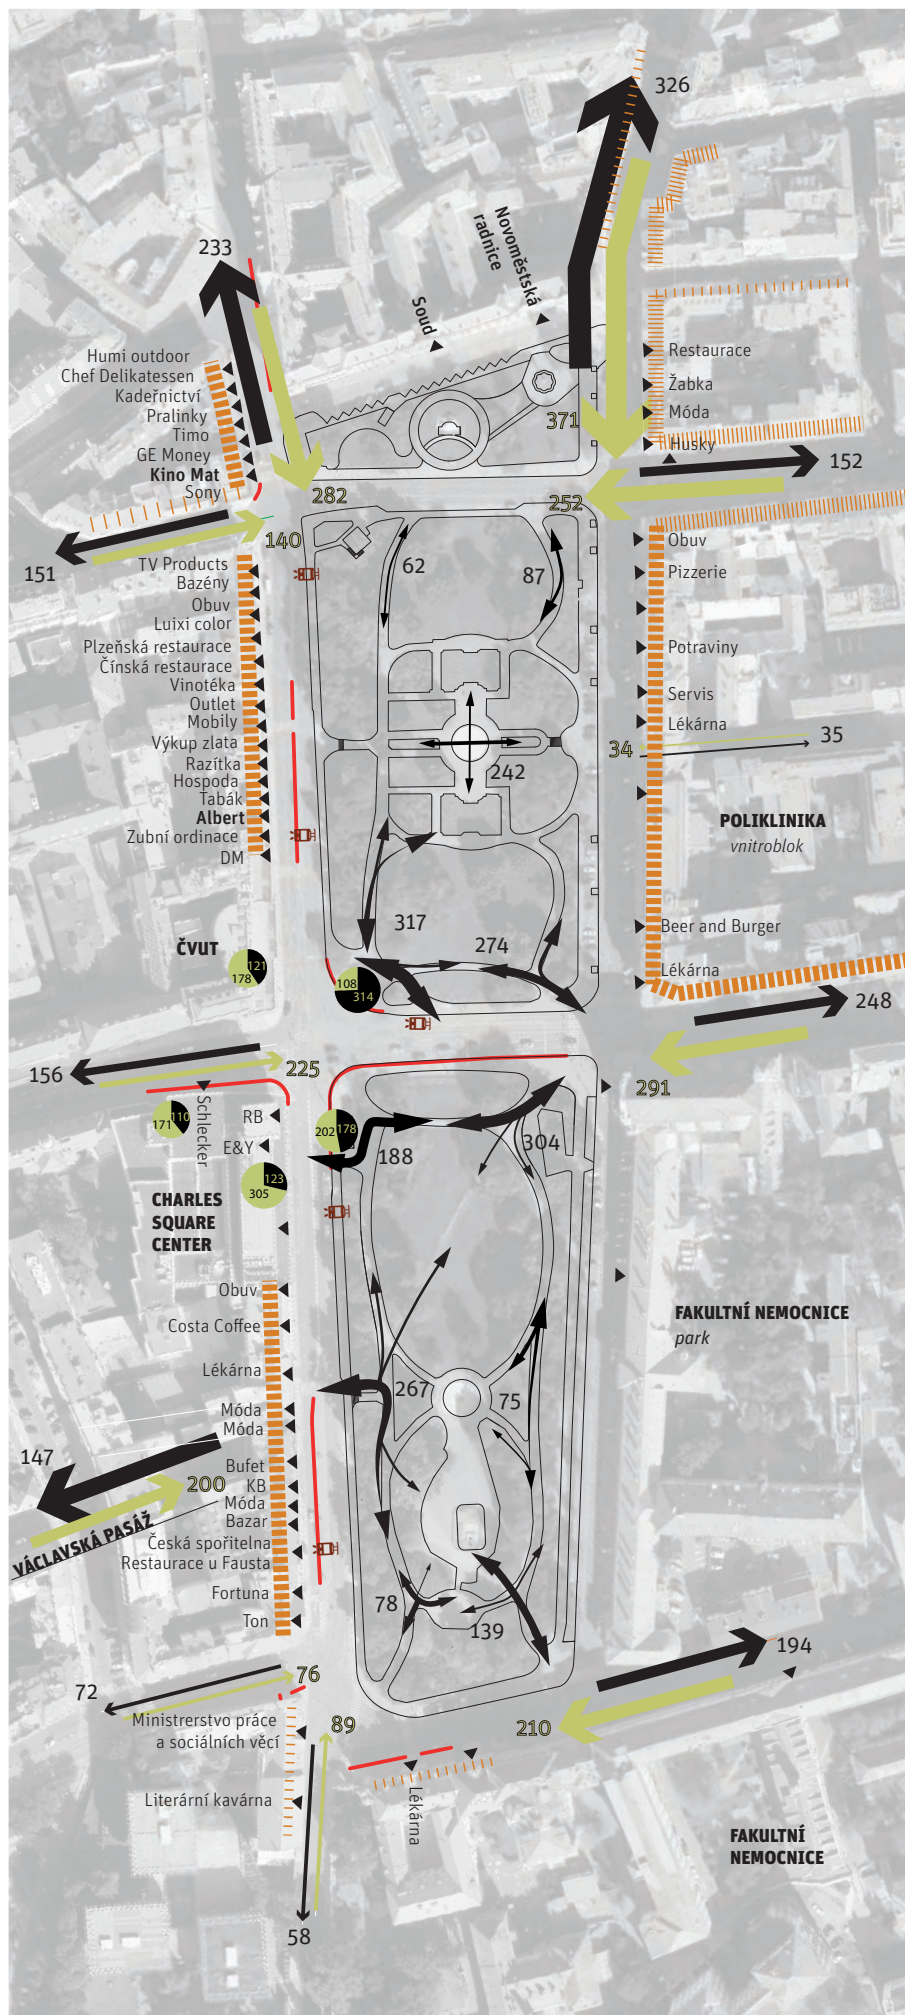 326
Novoměstská
radnice
233
Soud
Humi outdoor
Chef Delikatessen
Kadeřnictví
Pralinky
Timo
GE Money
Kino Mat
Sony
Restaurace
Žabka
Móda
371
Husky
152
282
252
140
151
Obuv
62
87
TV Products
Bazény
Obuv
Luixi color
Plzeňská restaurace
Čínská restaurace
Vinotéka
Outlet
Mobily
Výkup zlata
Razítka
Hospoda
Tabák
Albert
Zubní ordinace
DM
Pizzerie
Potraviny
Servis
Lékárna
34
35
242
POLIKLINIKA
vnitroblok
317
274
Beer and Burger
Lékárna
ČVUT
121
178
108
314
248
156
225
291
Schlecker
110
171
RB
E&Y
202
178
188
304
123
305
CHARLES
SQUARE
CENTER
FAKULTNÍ NEMOCNICE
park
Obuv
Costa Coffee
Lékárna
Móda
Móda
267
75
147
200
Bufet
KB
Móda
Bazar
VÁCLAVSKÁ PASÁŽ
Česká spořitelna
Restaurace u Fausta
Fortuna
Ton
78
139
194
72
76
89
210
Ministrerstvo práce
a sociálních věcí
Literární kavárna
Lékárna
FAKULTNÍ
NEMOCNICE
58